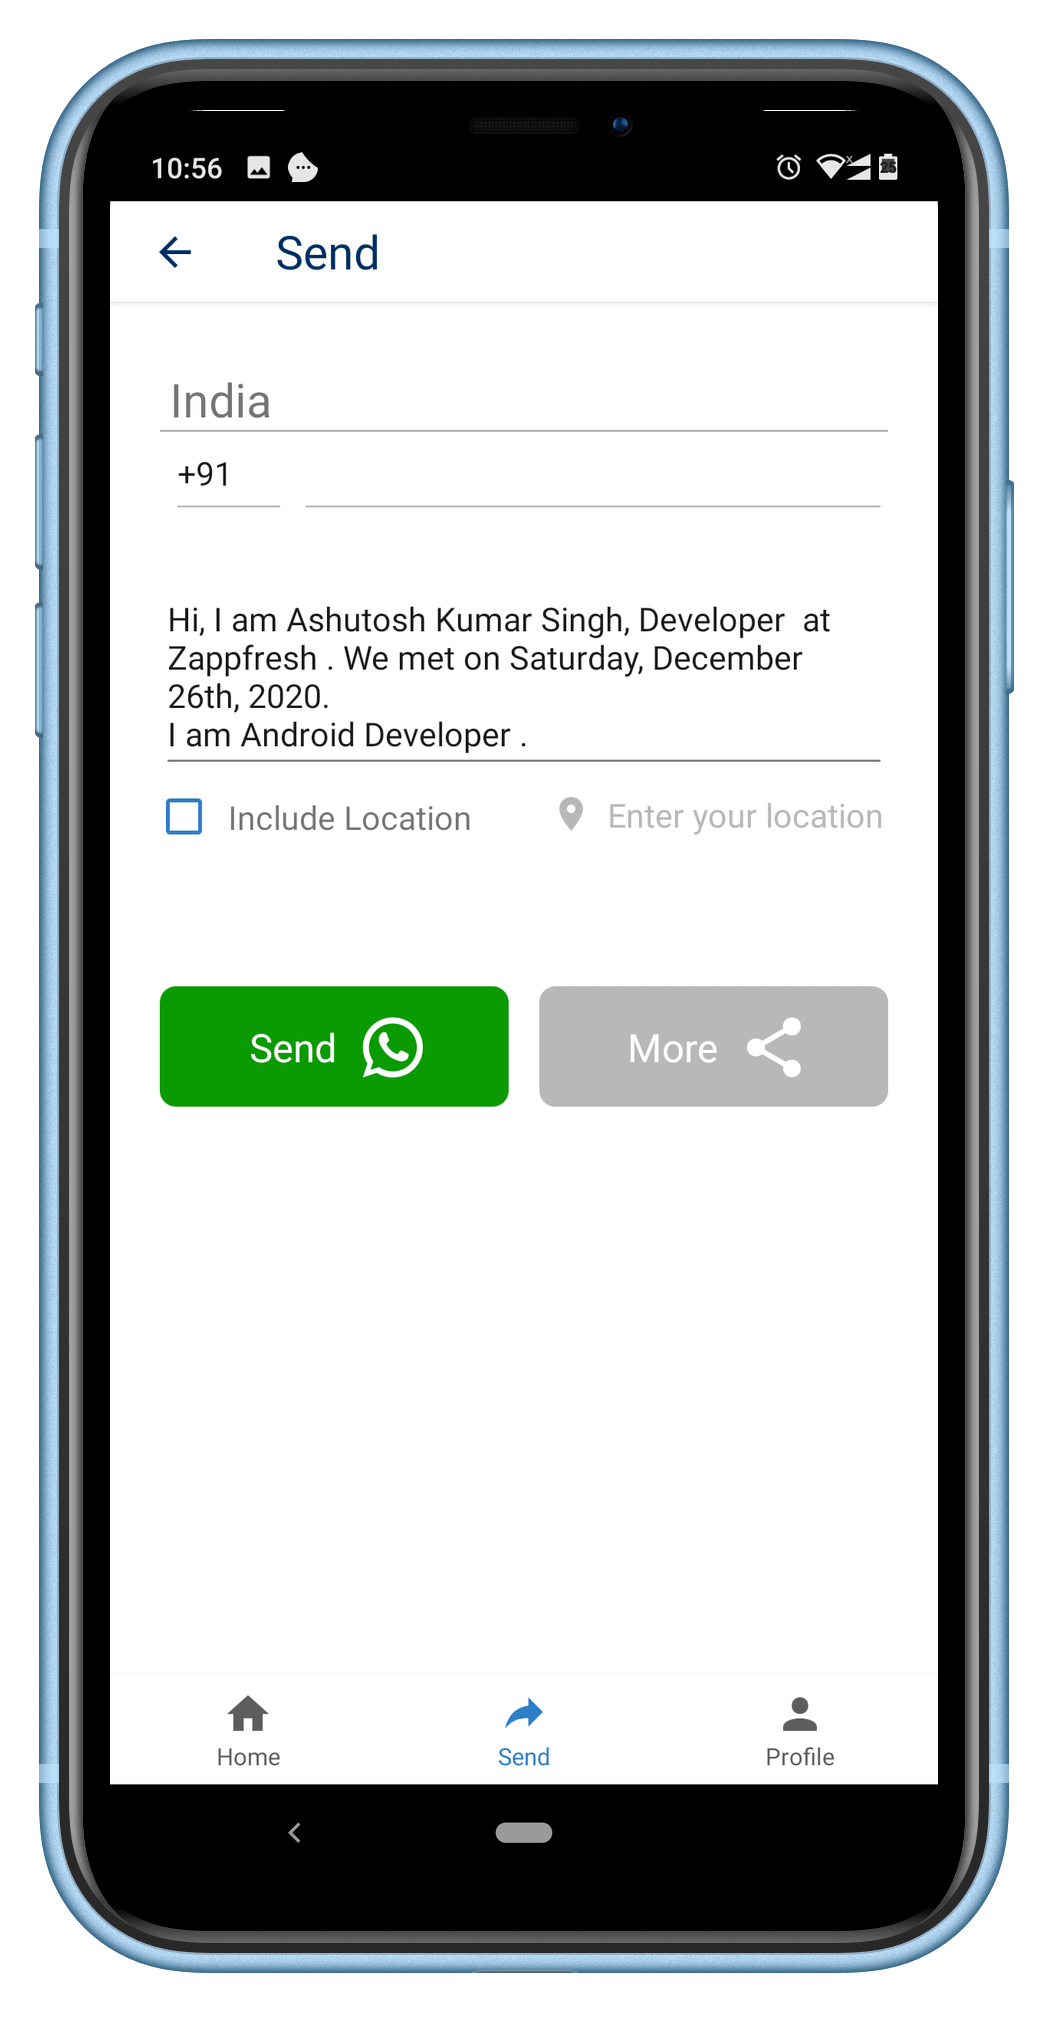 10:56
25
Send
India
+91
Hi, I am Ashutosh Kumar Singh, Developer  at
Zappfresh . We met on Saturday, December
26th, 2020.
I am Android Developer .
Include Location
Enter your location
Send
More
Home
Send
Profile